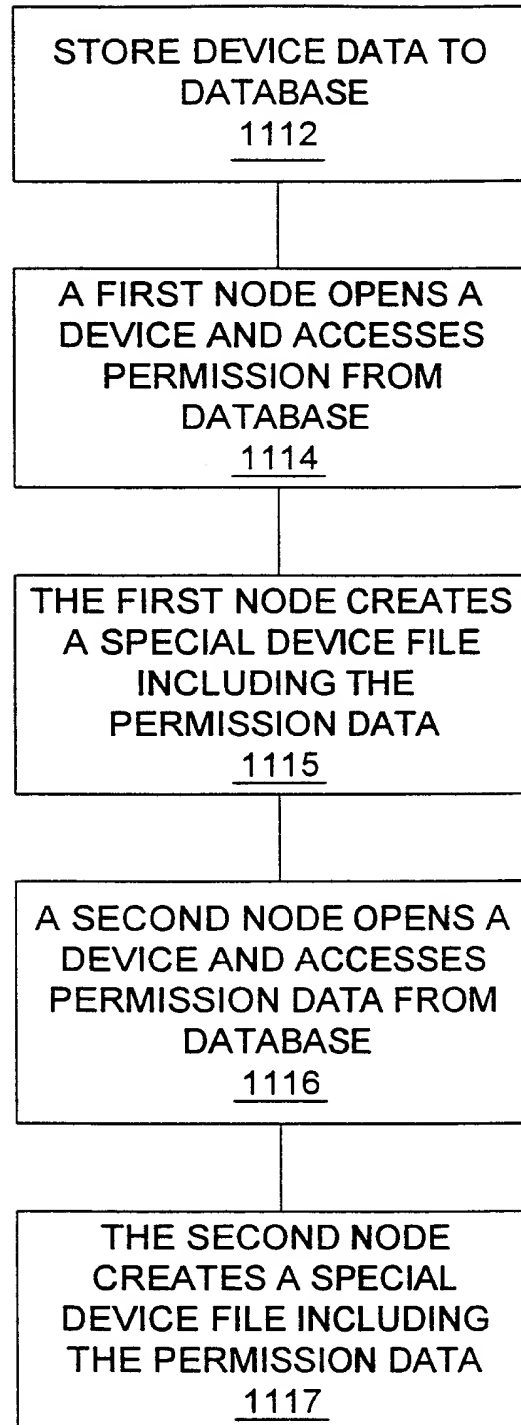 STORE DEVICE DATA TO
DATABASE
1112
A FIRST NODE OPENS A
DEVICE AND ACCESSES
PERMISSION FROM
DATABASE
1114
THE FIRST NODE CREATES
A SPECIAL DEVICE FILE
INCLUDING THE
PERMISSION DATA
1115
A SECOND NODE OPENS A
DEVICE AND ACCESSES
PERMISSION DATA FROM
DATABASE
1116
THE SECOND NODE
CREATES A SPECIAL
DEVICE FILE INCLUDING
THE PERMISSION DATA
1117